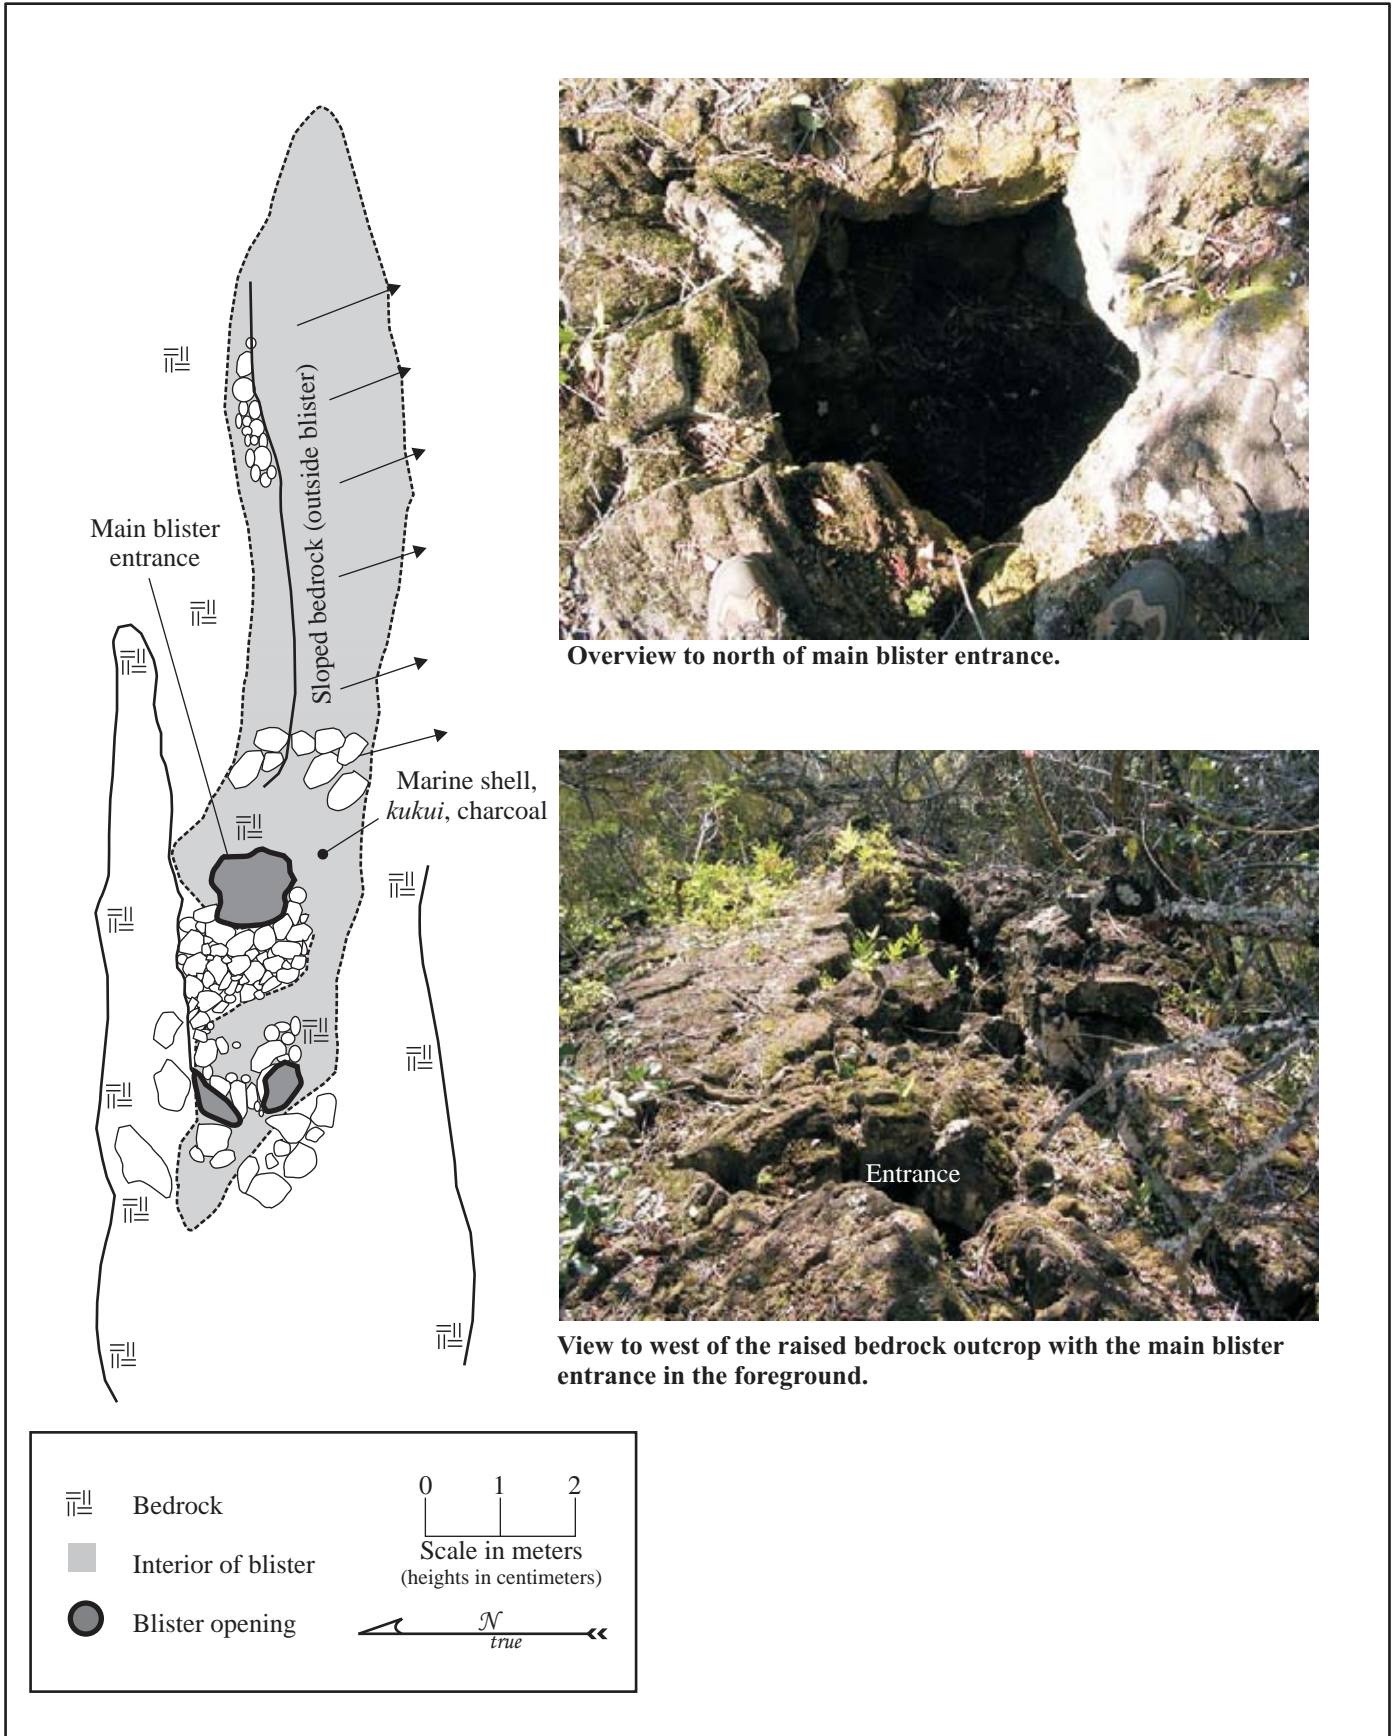 Main blister
entrance
Sloped bedrock (outside blister)
Marine shell,
kukui, charcoal
Overview to north of main blister entrance.
Entrance
View to west of the raised bedrock outcrop with the main blister
entrance in the foreground.
Bedrock
Interior of blister
Blister opening
0 1 2
Scale in meters
(heights in centimeters)
N
true